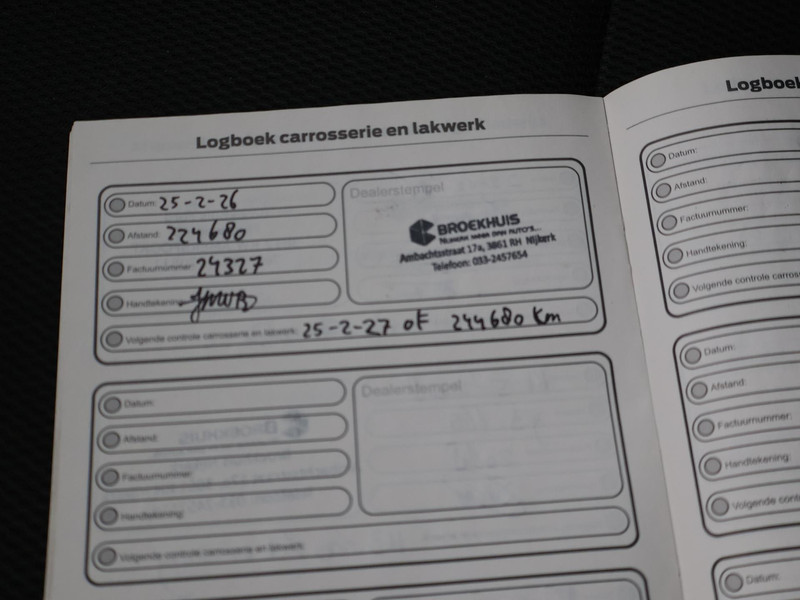 Logboek carrosserie en lakwerk
Datum: 25-2-26
Afstand: 224680
Factuurnummer: 24327
Handtekening:
Volgende controle carrosserie en lakwerk: 25-2-27 of 244680 km
Dealerstempel
BROEKHUIS
Ambachtsstraat 17a, 3861 RH Nijkerk
Telefoon: 033-2457654
Datum:
Afstand:
Factuurnummer:
Handtekening:
Volgende controle carrosserie en lakwerk:
Dealerstempel
Logboek
Datum:
Afstand:
Factuurnummer:
Handtekening:
Volgende controle carross
Datum:
Afstand:
Factuurnummer:
Handtekening:
Volgende contr
Datum: